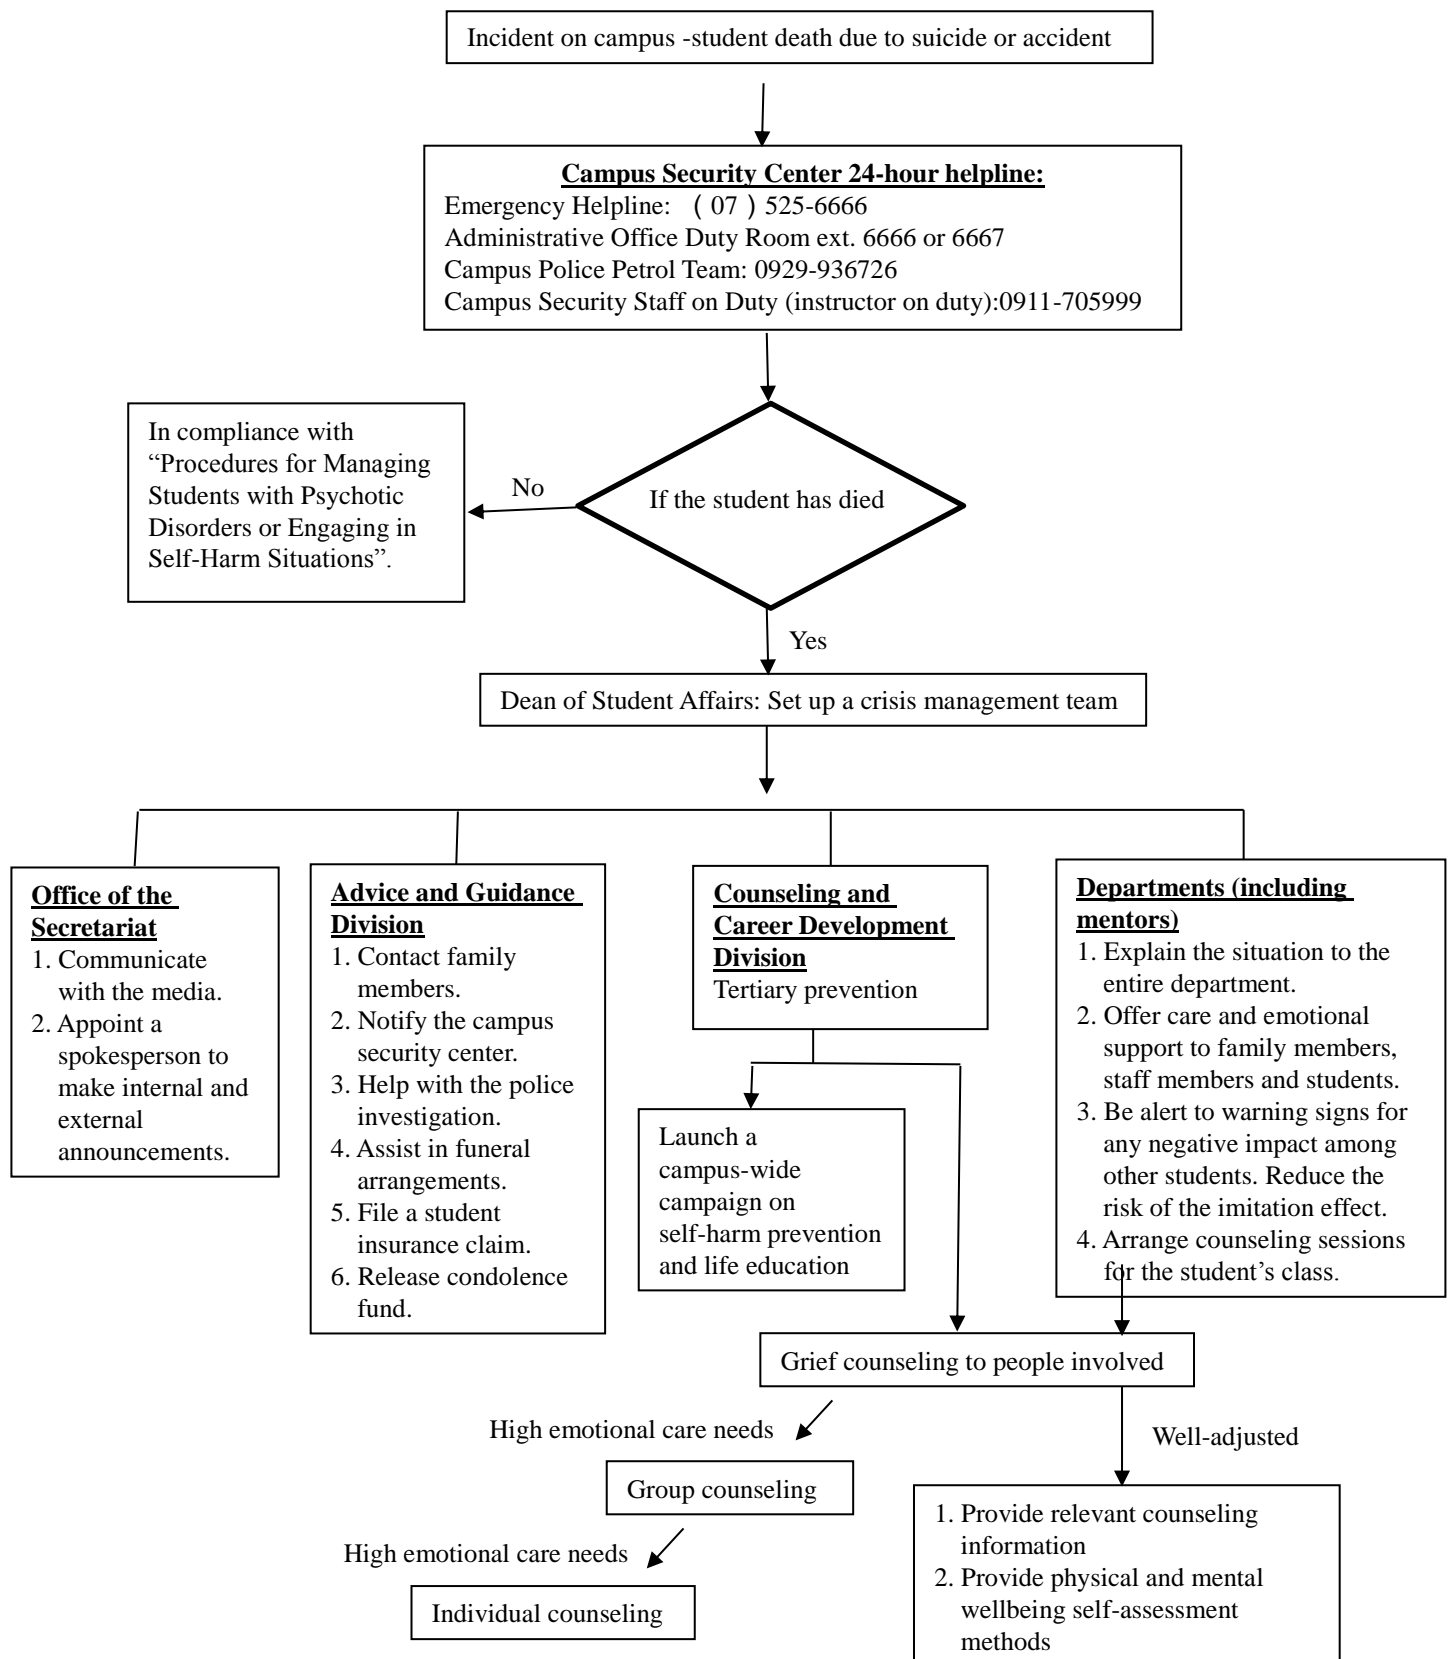 Incident on campus -student death due to suicide or accident
Campus Security Center 24-hour helpline:
Emergency Helpline: ( 07 ) 525-6666
Administrative Office Duty Room ext. 6666 or 6667
Campus Police Petrol Team: 0929-936726
Campus Security Staff on Duty (instructor on duty):0911-705999
In compliance with
“Procedures for Managing
Students with Psychotic
Disorders or Engaging in
Self-Harm Situations”.
No
If the student has died
Yes
Dean of Student Affairs: Set up a crisis management team
Office of the
Secretariat
1. Communicate
with the media.
2. Appoint a
spokesperson to
make internal and
external
announcements.
Advice and Guidance
Division
1. Contact family
members.
2. Notify the campus
security center.
3. Help with the police
investigation.
4. Assist in funeral
arrangements.
5. File a student
insurance claim.
6. Release condolence
fund.
Counseling and
Career Development
Division
Tertiary prevention
Launch a
campus-wide
campaign on
self-harm prevention
and life education
Departments (including
mentors)
1. Explain the situation to the
entire department.
2. Offer care and emotional
support to family members,
staff members and students.
3. Be alert to warning signs for
any negative impact among
other students. Reduce the
risk of the imitation effect.
4. Arrange counseling sessions
for the student’s class.
Grief counseling to people involved
High emotional care needs
Well-adjusted
Group counseling
High emotional care needs
Individual counseling
1. Provide relevant counseling
information
2. Provide physical and mental
wellbeing self-assessment
methods